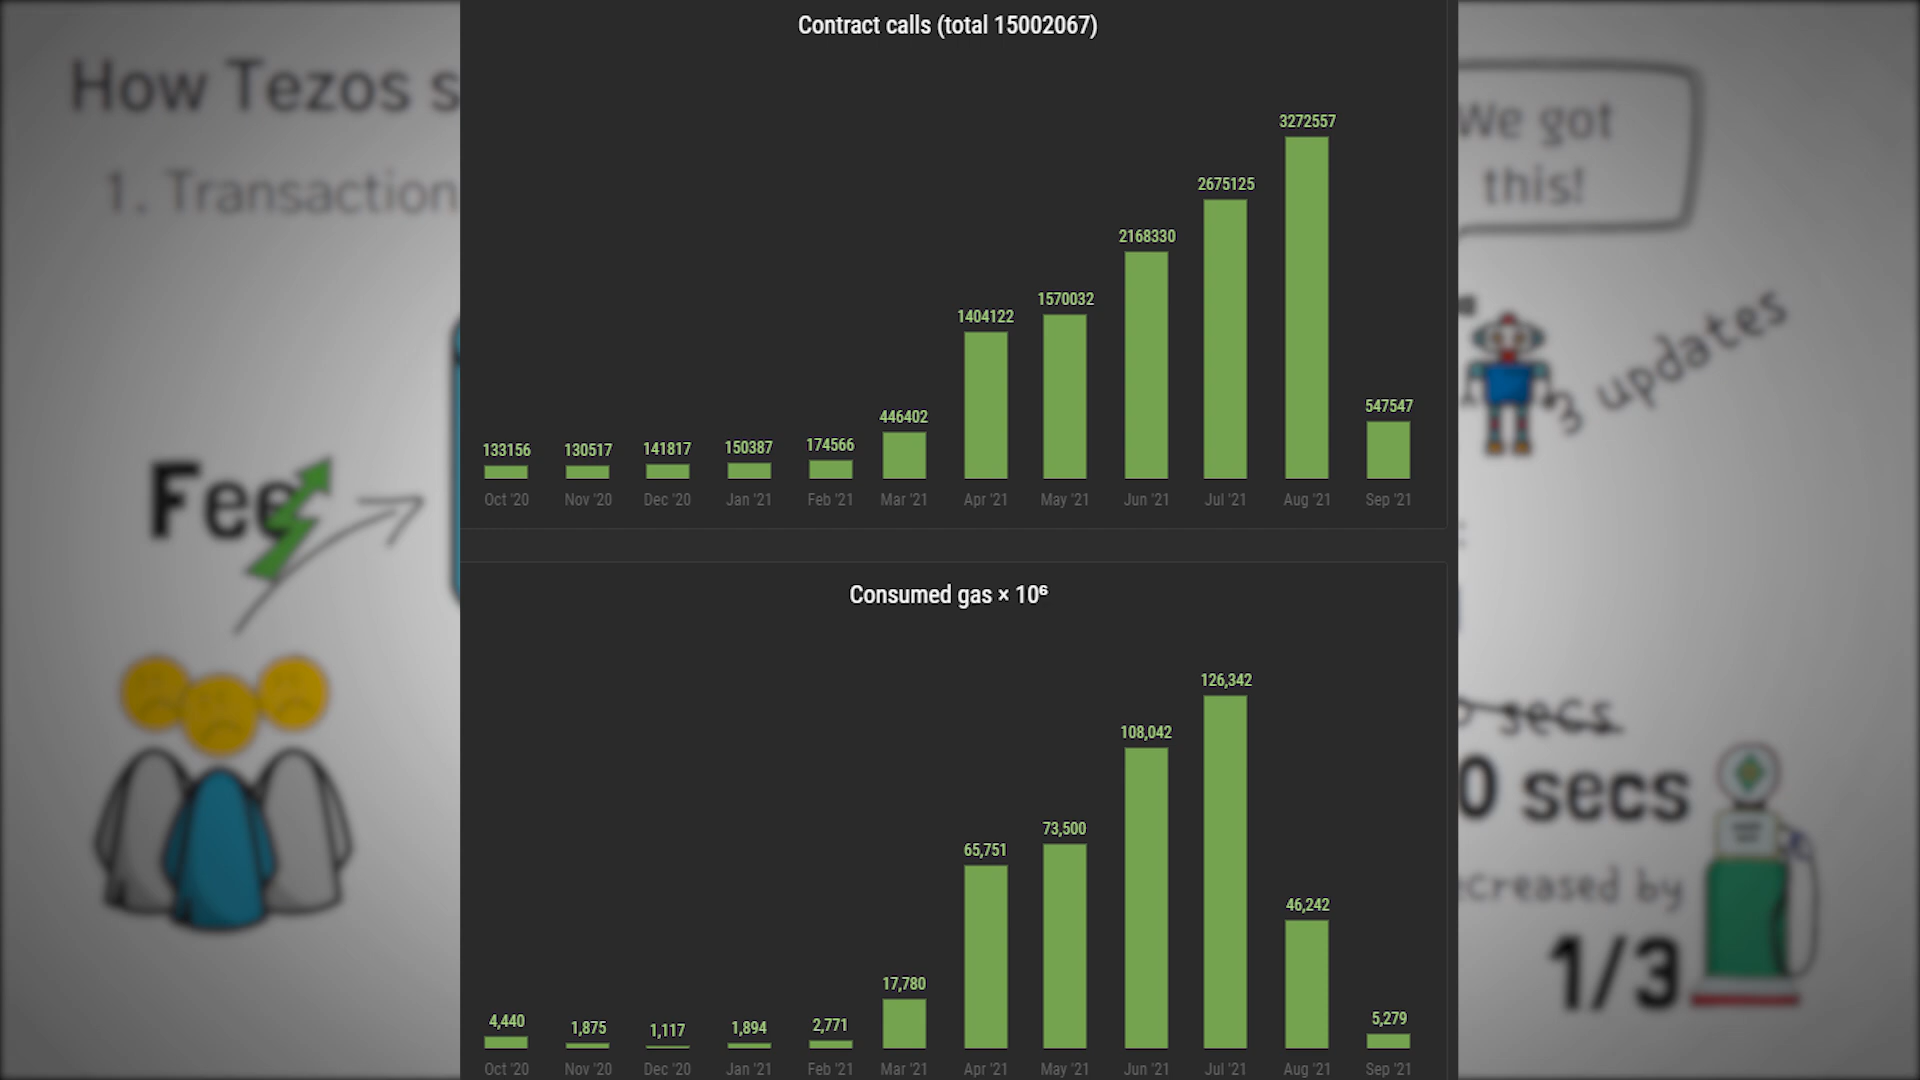 How Tezos s
1. Transaction
Fee
Contract calls (total 15002067)
133156 130517 141817 150387 174566 446402 1404122 1570032 2168330 2675125 3272557 547547
Oct '20 Nov '20 Dec '20 Jan '21 Feb '21 Mar '21 Apr '21 May '21 Jun '21 Jul '21 Aug '21 Sep '21
Consumed gas × 10⁶
4,440 1,875 1,117 1,894 2,771 17,780 65,751 73,500 108,042 126,342 46,242 5,279
Oct '20 Nov '20 Dec '20 Jan '21 Feb '21 Mar '21 Apr '21 May '21 Jun '21 Jul '21 Aug '21 Sep '21
We got
this!
3 updates
secs
0 secs
creased by
1/3